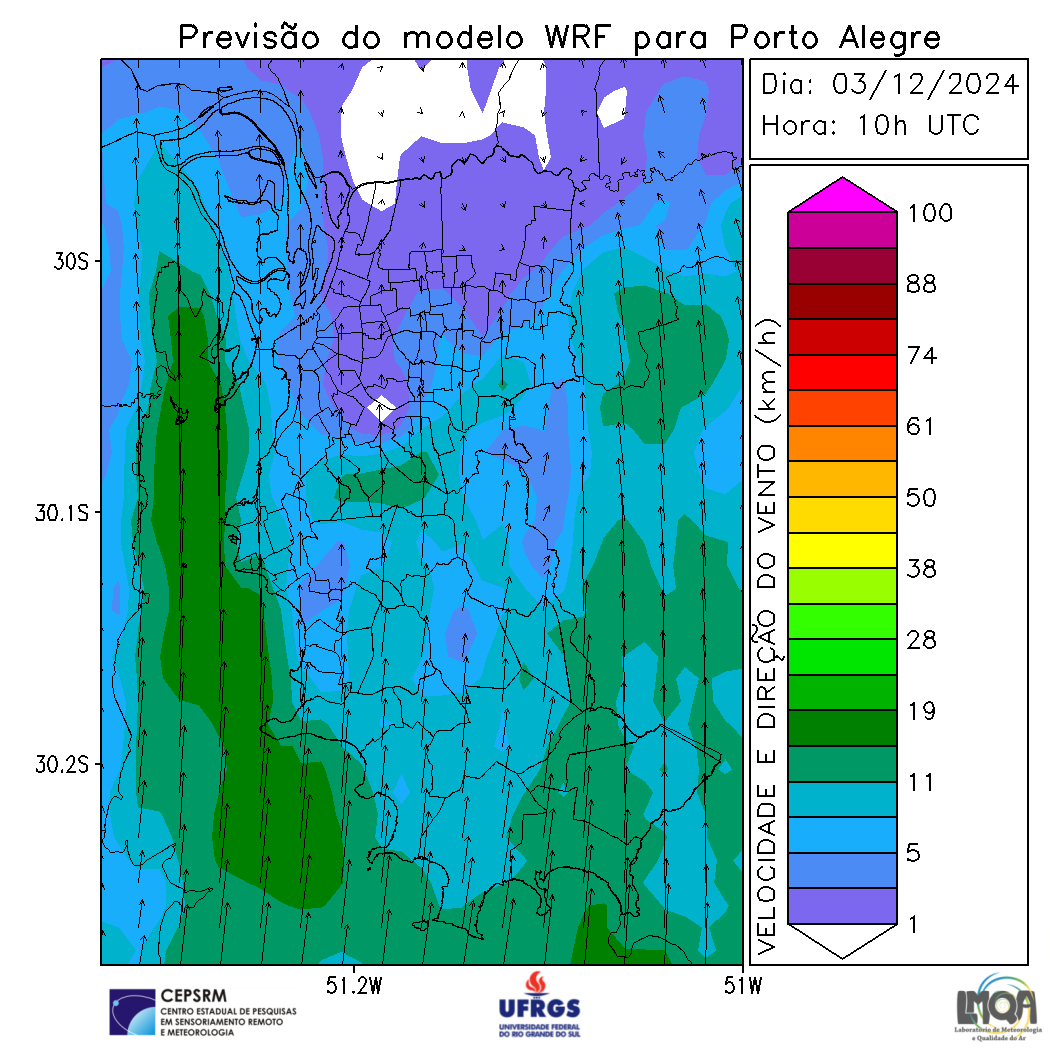 Previsão do modelo WRF para Porto Alegre
Dia: 03/12/2024
Hora: 10h UTC
30S
30.1S
30.2S
51.2W
51W
VELOCIDADE E DIREÇÃO DO VENTO (km/h)
100
88
74
61
50
38
28
19
11
5
1
CEPSRM
CENTRO ESTADUAL DE PESQUISAS
EM SENSORIAMENTO REMOTO
E METEOROLOGIA
UFRGS
UNIVERSIDADE FEDERAL
DO RIO GRANDE DO SUL
LMQA
Laboratório de Meteorologia
e Qualidade do Ar